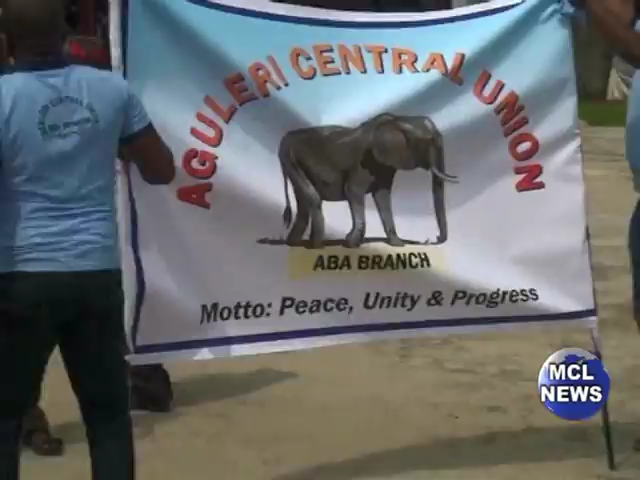 AGULERI CENTRAL UNION
ABA BRANCH
Motto: Peace, Unity & Progress
MCL
NEWS